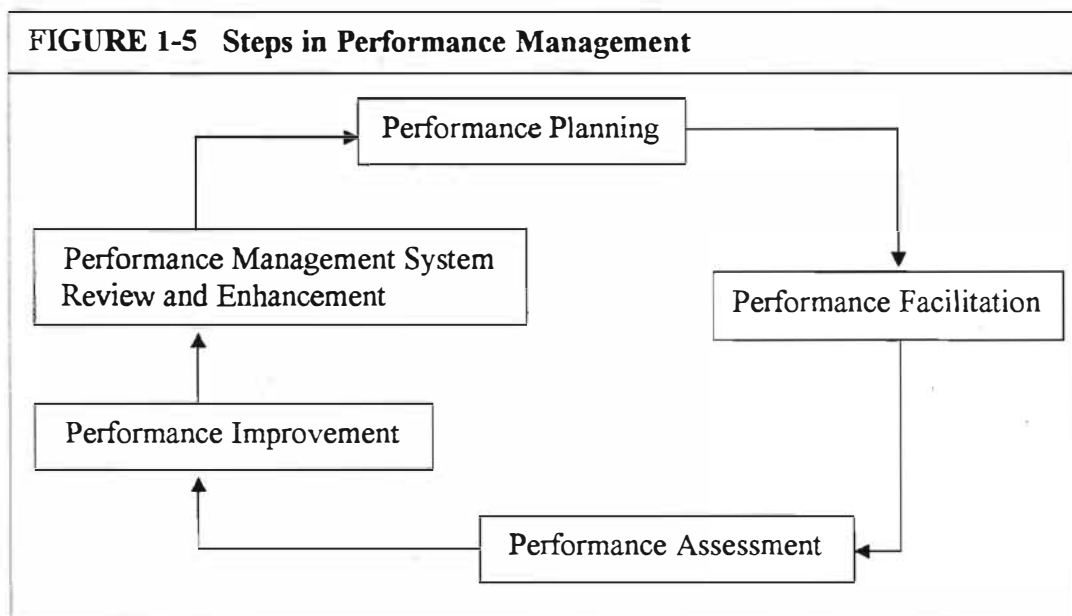 FIGURE 1-5 Steps in Performance Management
Performance Planning
Performance Facilitation
Performance Assessment
Performance Improvement
Performance Management System
Review and Enhancement